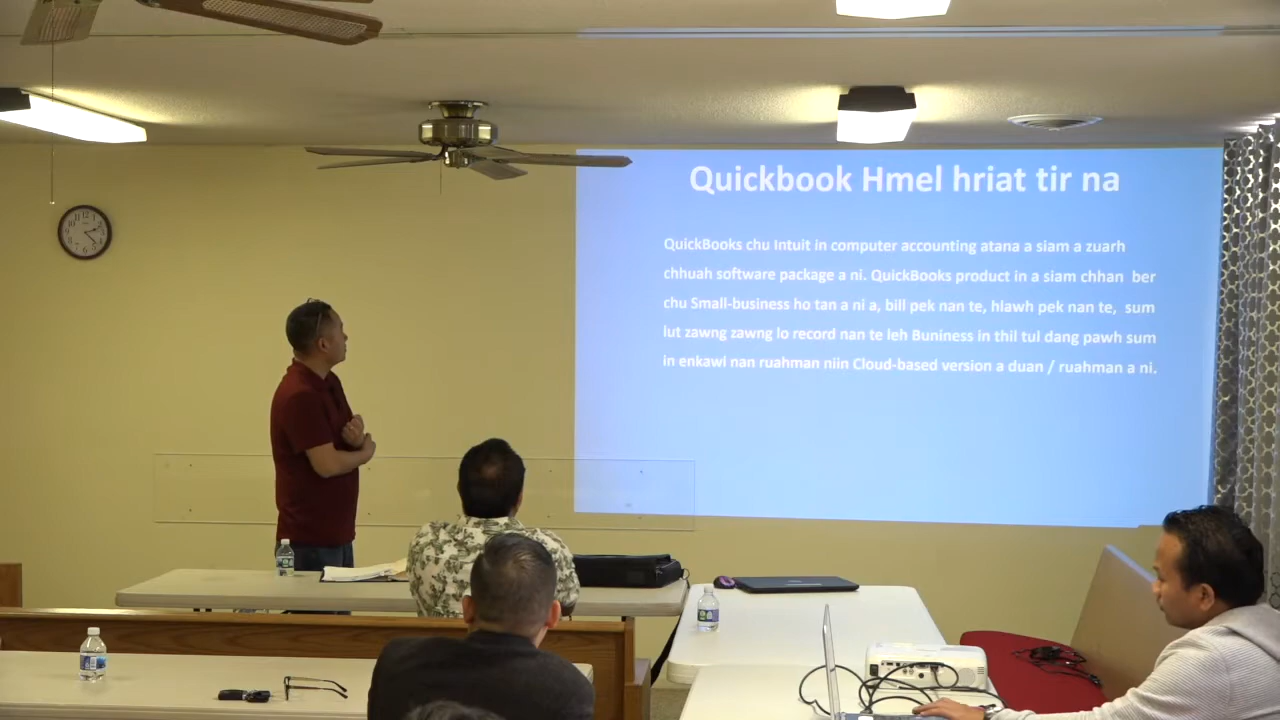 Quickbook Hmel hriat tir na
QuickBooks chu Intuit in computer accounting atana a siam a zuarh
chhuah software package a ni. QuickBooks product in a siam chhan ber
chu Small-business ho tan a ni a, bill pek nan te, hlawh pek nan te, sum
lut zawng zawng lo record nan te leh Buniness in thil tul dang pawh sum
in enkawi nan ruahman niin Cloud-based version a duan / ruahman a ni.